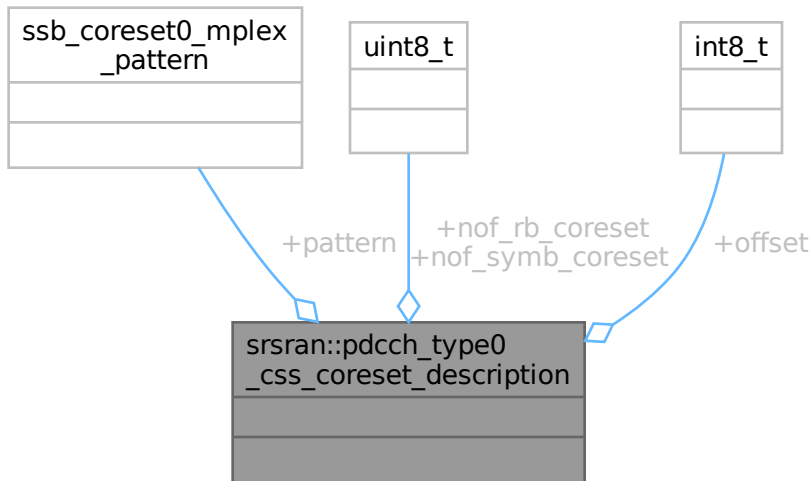 ssb_coreset0_mplex
_pattern
uint8_t
int8_t
+pattern
+nof_rb_coreset
+nof_symb_coreset
+offset
srsran::pdcch_type0
_css_coreset_description